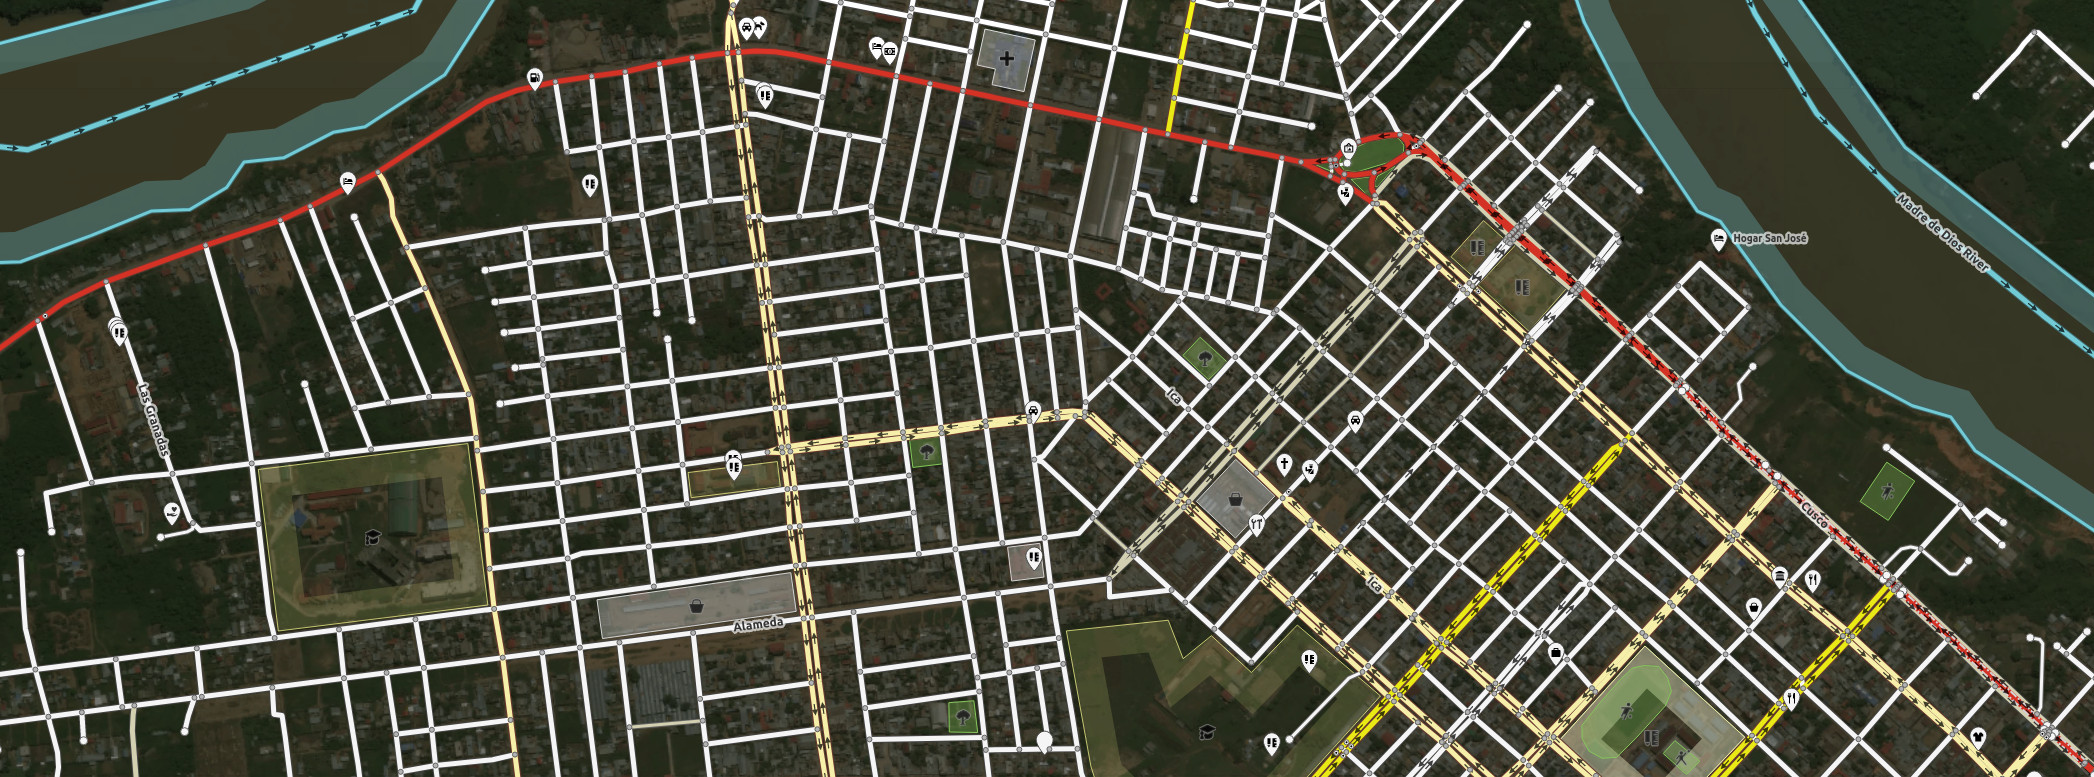 Hogar San José
Madre de Dios River
Las Granadas
Ica
Cusco
Ica
Alameda